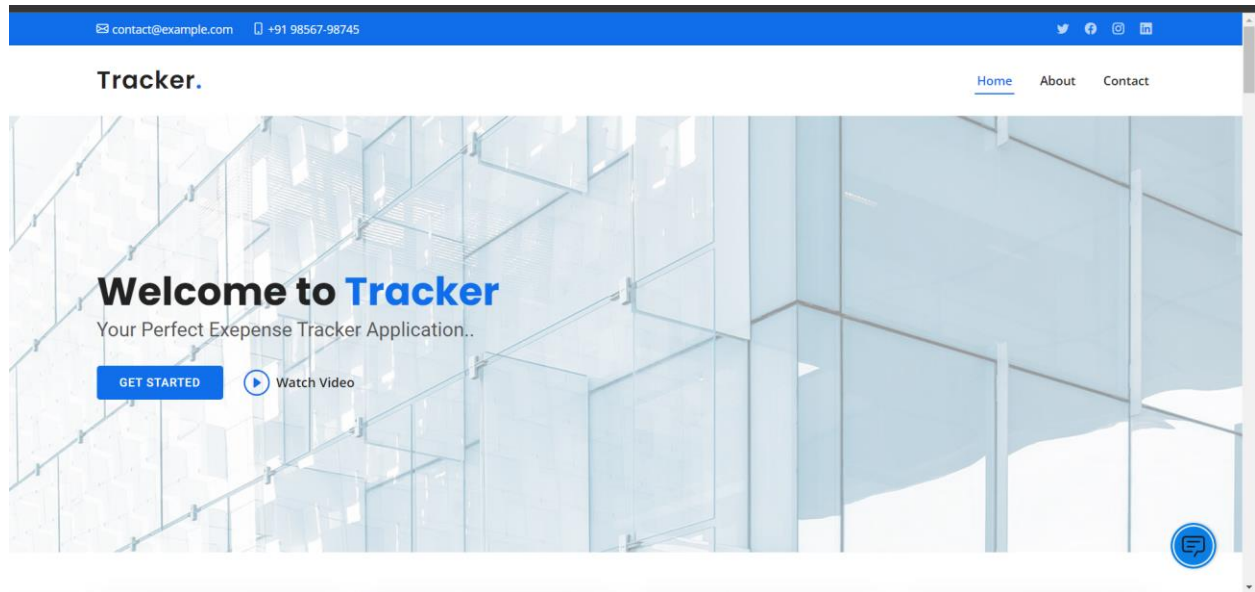 contact@example.com +91 98567-98745
Tracker. Home About Contact
Welcome to Tracker
Your Perfect Exepense Tracker Application..
GET STARTED Watch Video